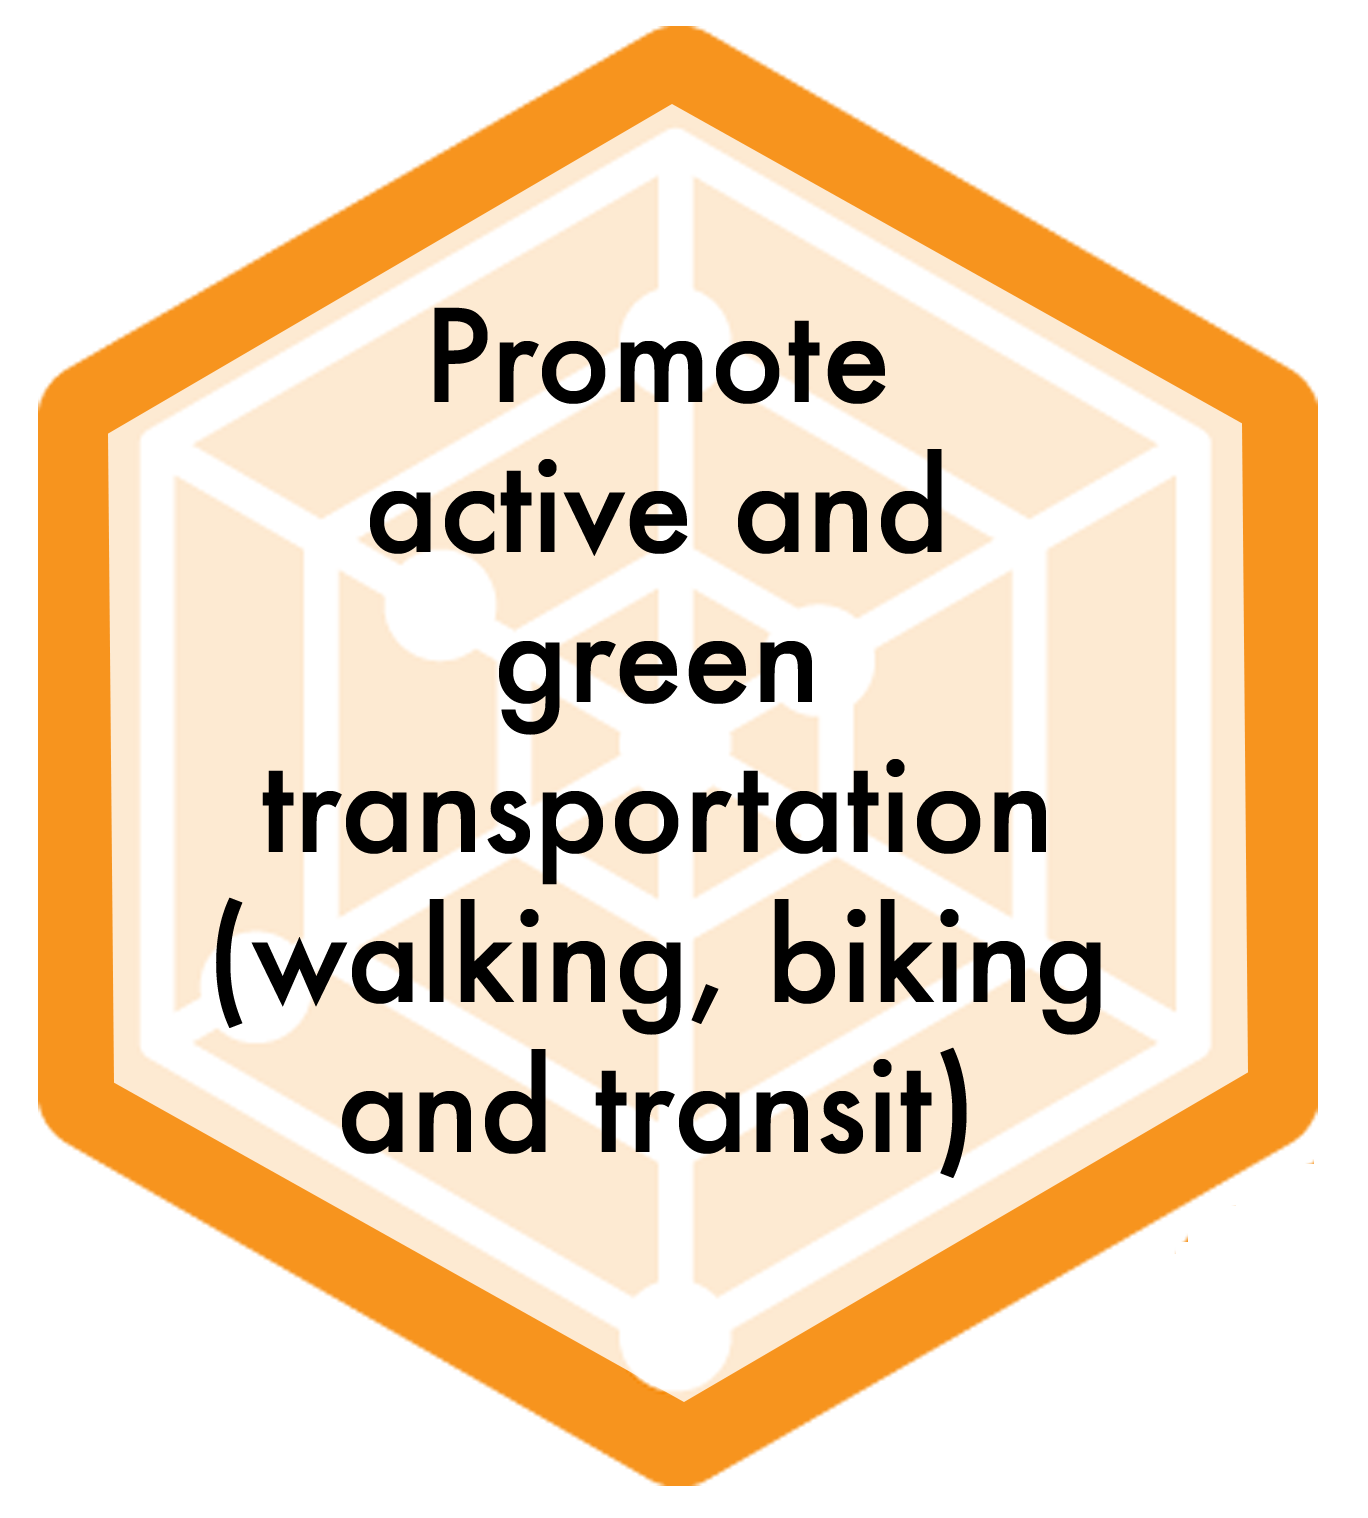 Promote
active and
green
transportation
(walking, biking
and transit)